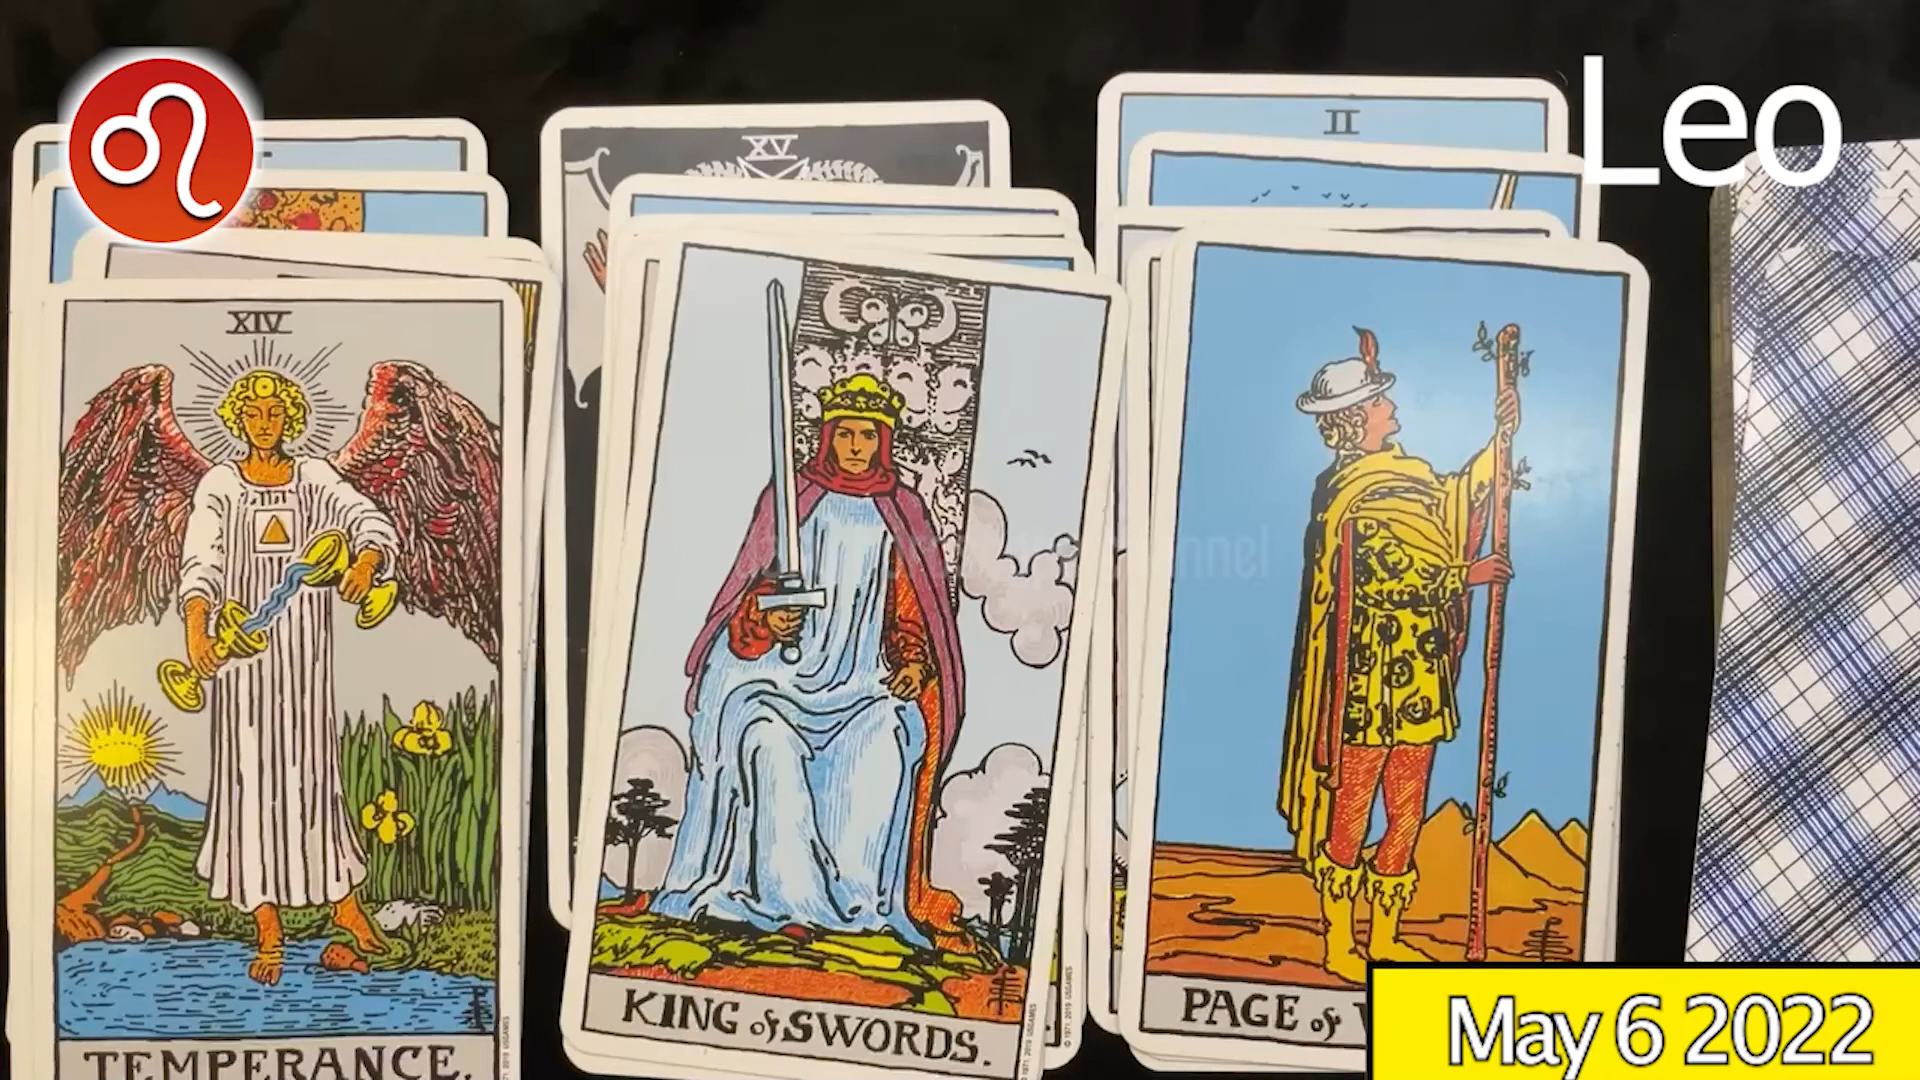 Leo
II
XV
XIV
TEMPERANCE.
KING of SWORDS.
PAGE of
May 6 2022